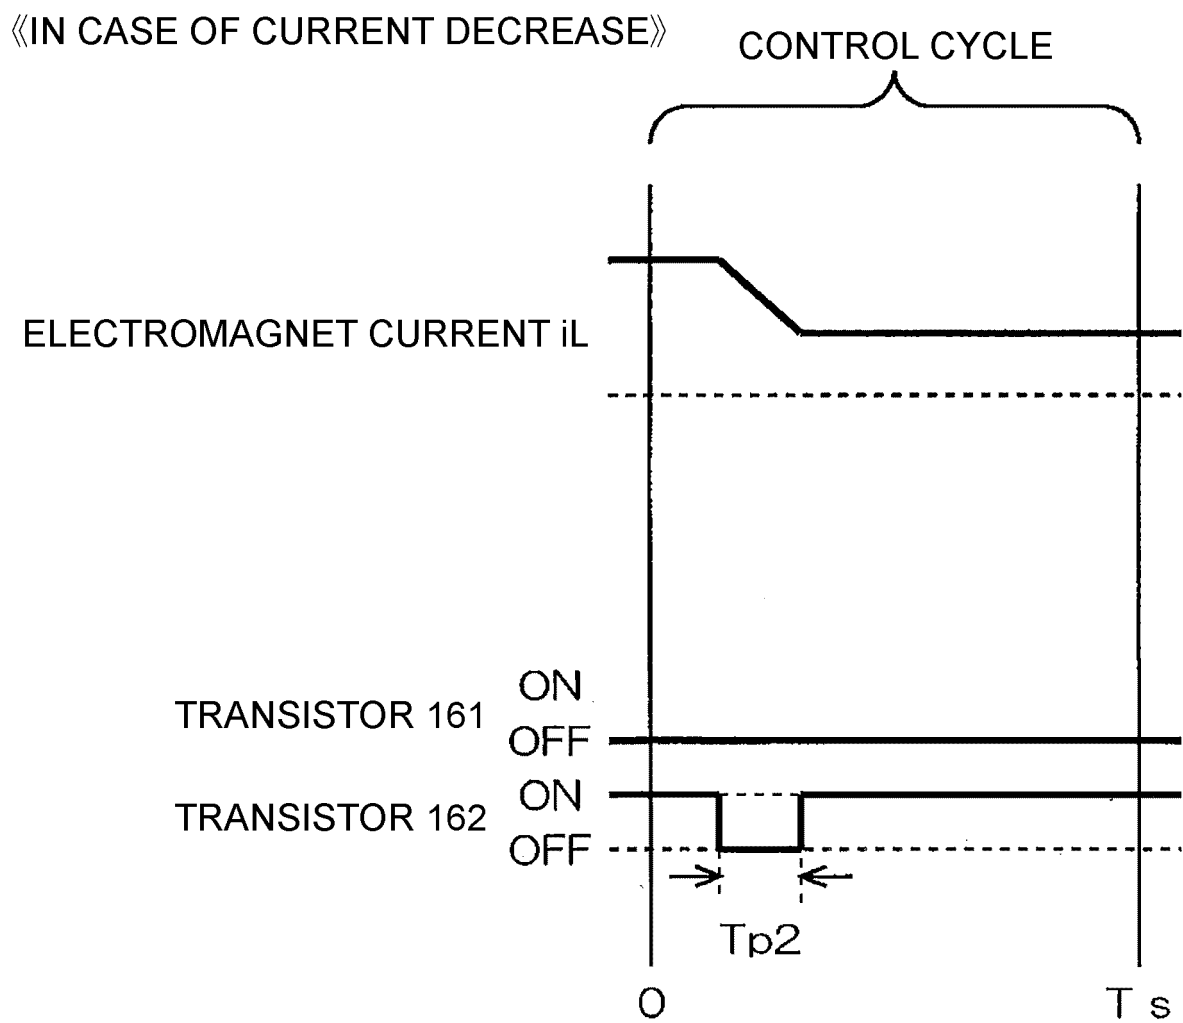 《IN CASE OF CURRENT DECREASE》
CONTROL CYCLE
ELECTROMAGNET CURRENT iL
TRANSISTOR 161
ON
OFF
TRANSISTOR 162
ON
OFF
Tp2
0
Ts